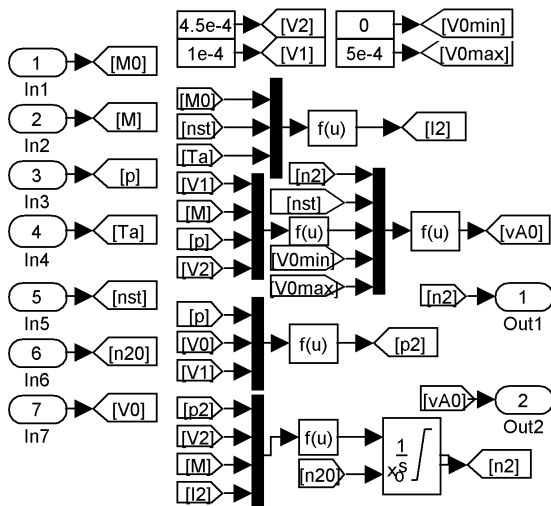 4.5e-4 [V2] 0 [V0min]
1e-4 [V1] 5e-4 [V0max]
1 [M0]
In1
2 [M]
In2
3 [p]
In3
4 [Ta]
In4
5 [nst]
In5
6 [n20]
In6
7 [V0]
In7
[M0]
[nst] f(u) [I2]
[Ta]
[V1]
[M]
[p]
[V2]
f(u)
[n2]
[nst]
[V0min]
[V0max]
f(u) [vA0]
[n2] 1
Out1
[p]
[V0] f(u) [p2]
[V1]
[vA0] 2
Out2
[p2]
[V2]
[M]
[I2]
f(u)
[n20]
1
s
xo
[n2]